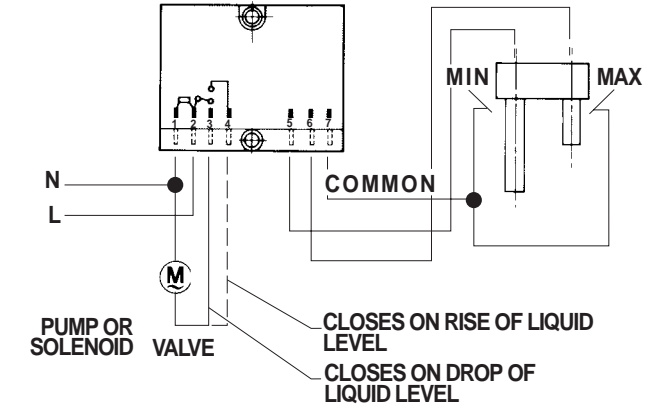 MIN
MAX
1 2 3 4 5 6 7
N
L
COMMON
M
PUMP OR
SOLENOID VALVE
CLOSES ON RISE OF LIQUID
LEVEL
CLOSES ON DROP OF
LIQUID LEVEL